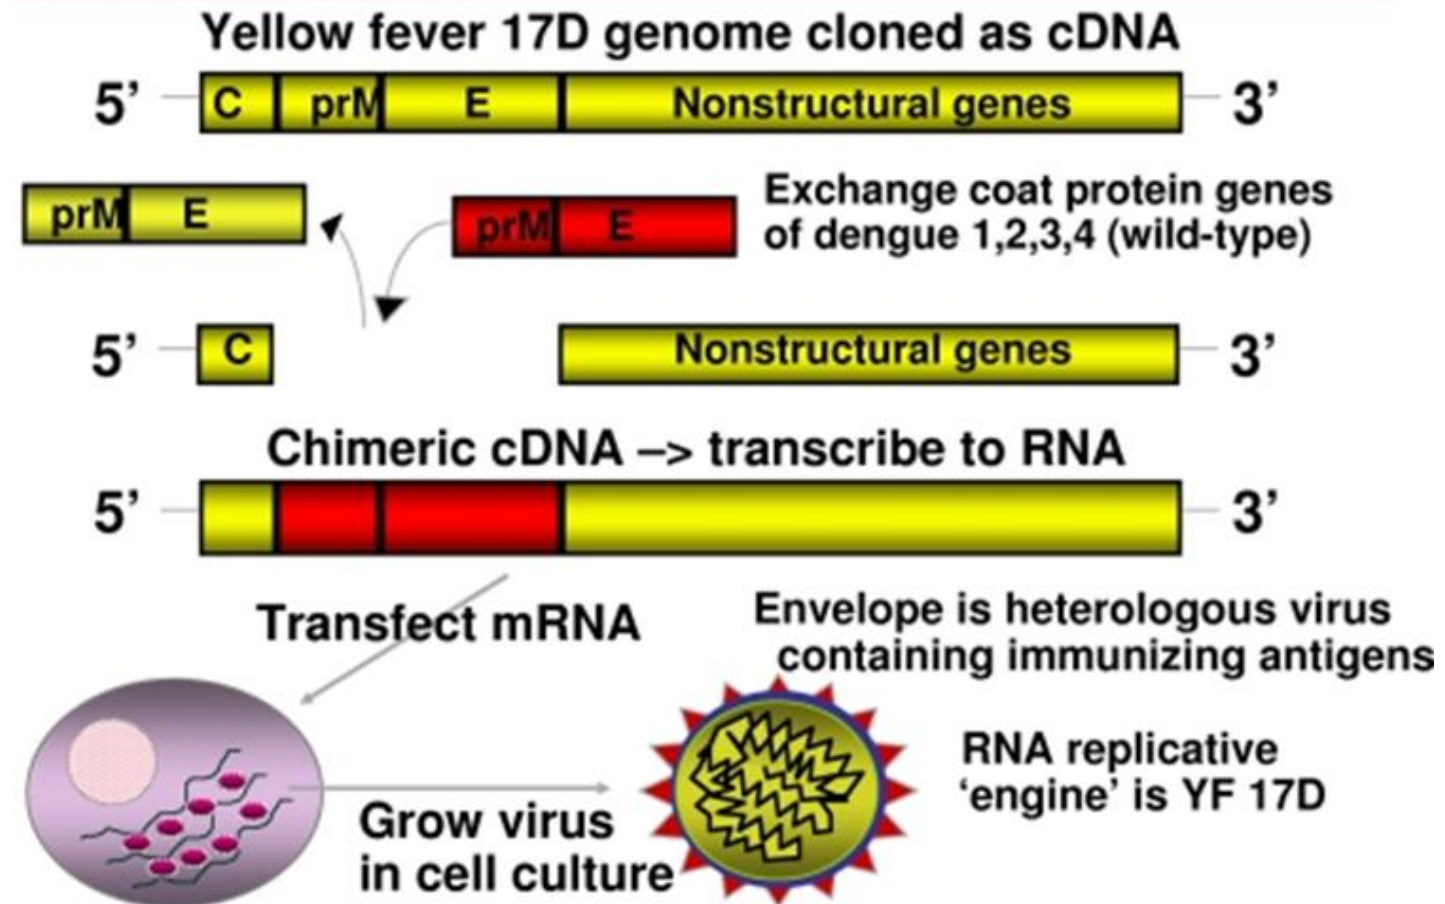 Yellow fever 17D genome cloned as cDNA
5’ C prM E Nonstructural genes 3’
prM E
prM E
Exchange coat protein genes
of dengue 1,2,3,4 (wild-type)
5’ C Nonstructural genes 3’
Chimeric cDNA –> transcribe to RNA
5’ 3’
Transfect mRNA
Envelope is heterologous virus
containing immunizing antigens
RNA replicative
‘engine’ is YF 17D
Grow virus
in cell culture